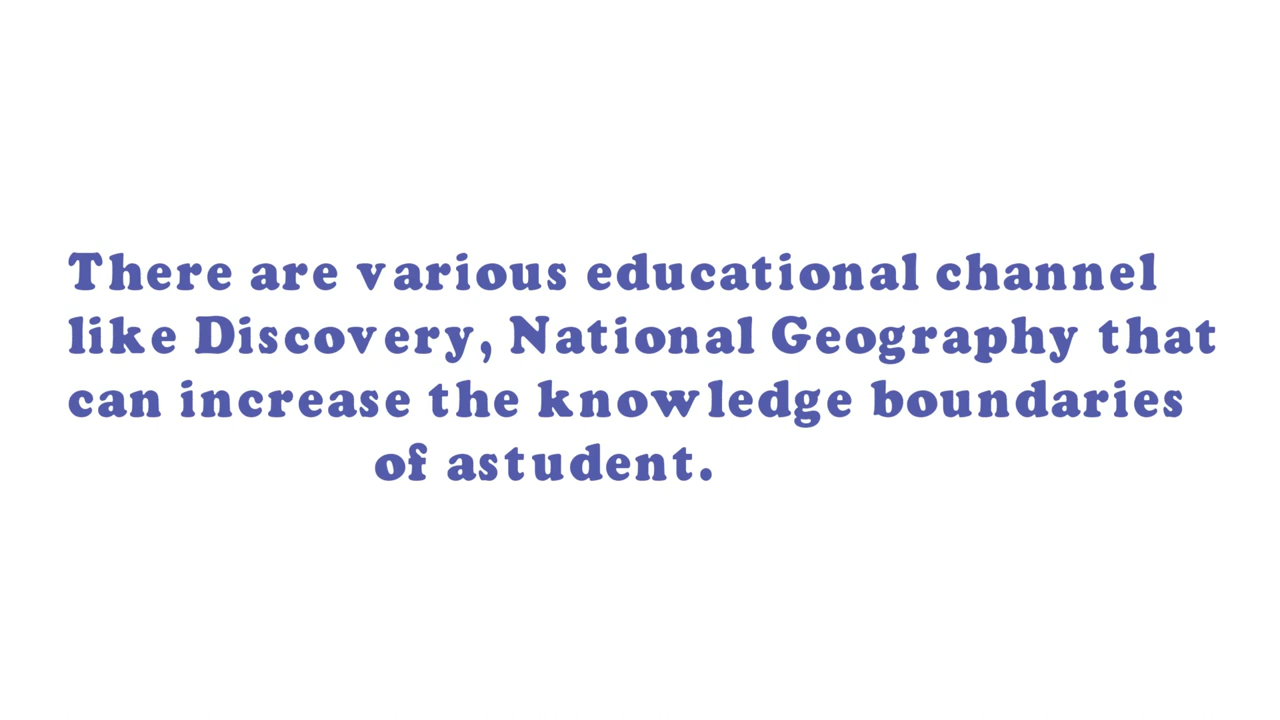 There are various educational channel
like Discovery, National Geography that
can increase the knowledge boundaries
of astudent.